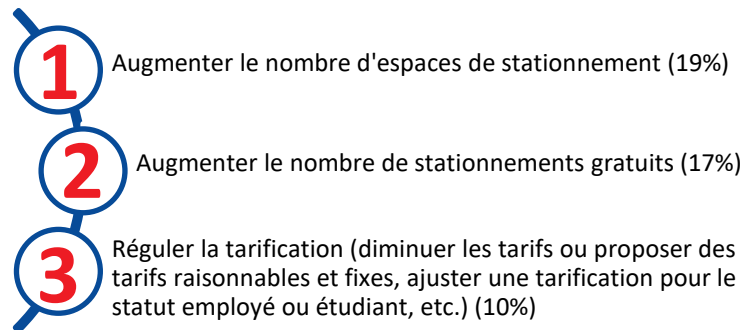 1
Augmenter le nombre d'espaces de stationnement (19%)
2
Augmenter le nombre de stationnements gratuits (17%)
3
Réguler la tarification (diminuer les tarifs ou proposer des
tarifs raisonnables et fixes, ajuster une tarification pour le
statut employé ou étudiant, etc.) (10%)